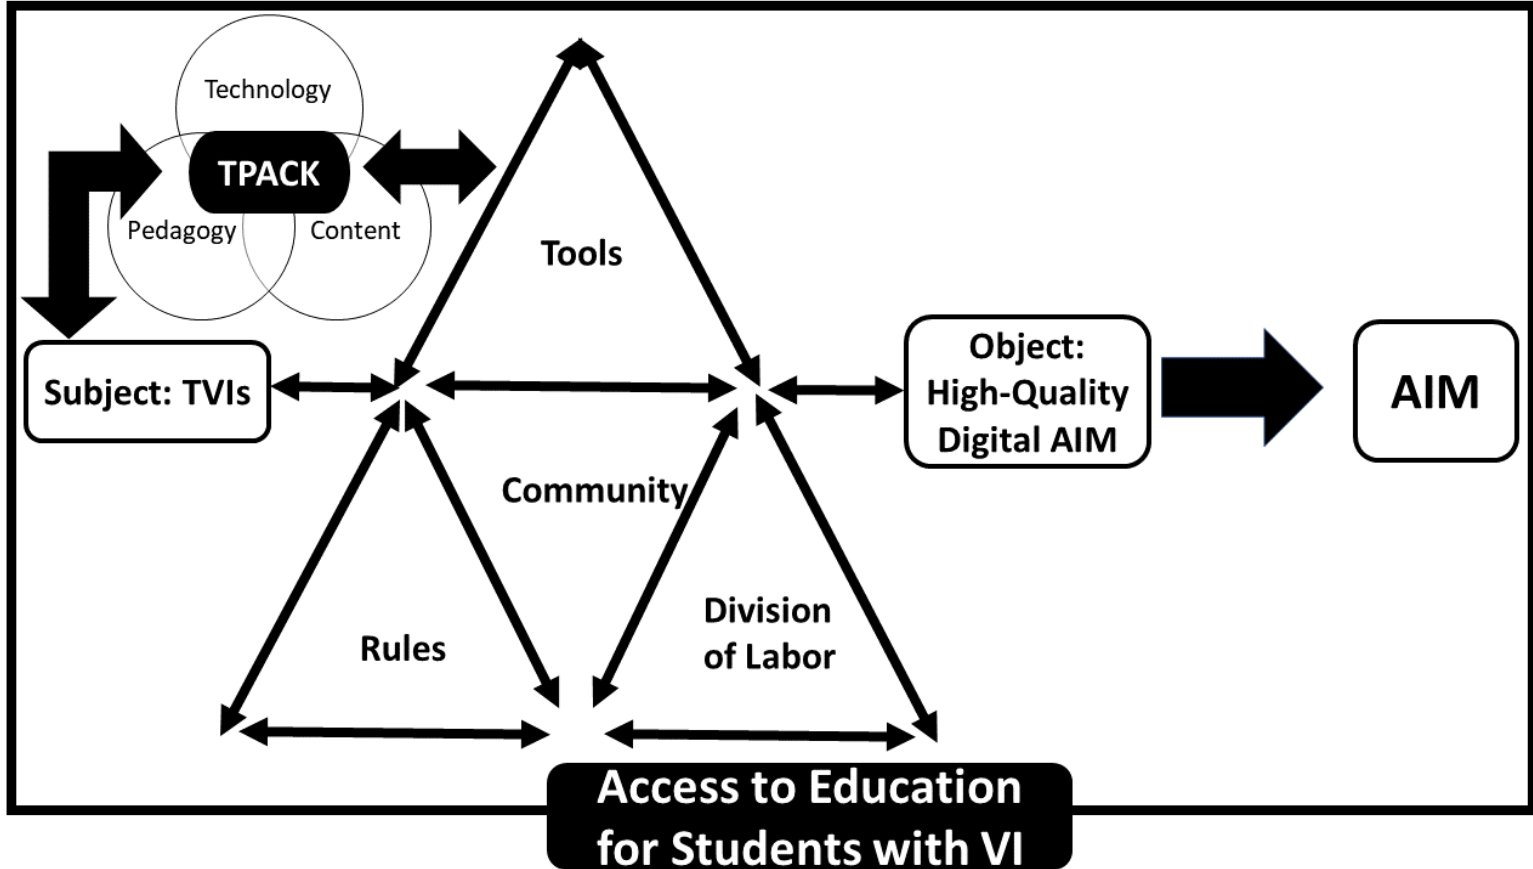 Technology
TPACK
Pedagogy
Content
Tools
Subject: TVIs
Object:
High-Quality
Digital AIM
AIM
Community
Rules
Division
of Labor
Access to Education
for Students with VI